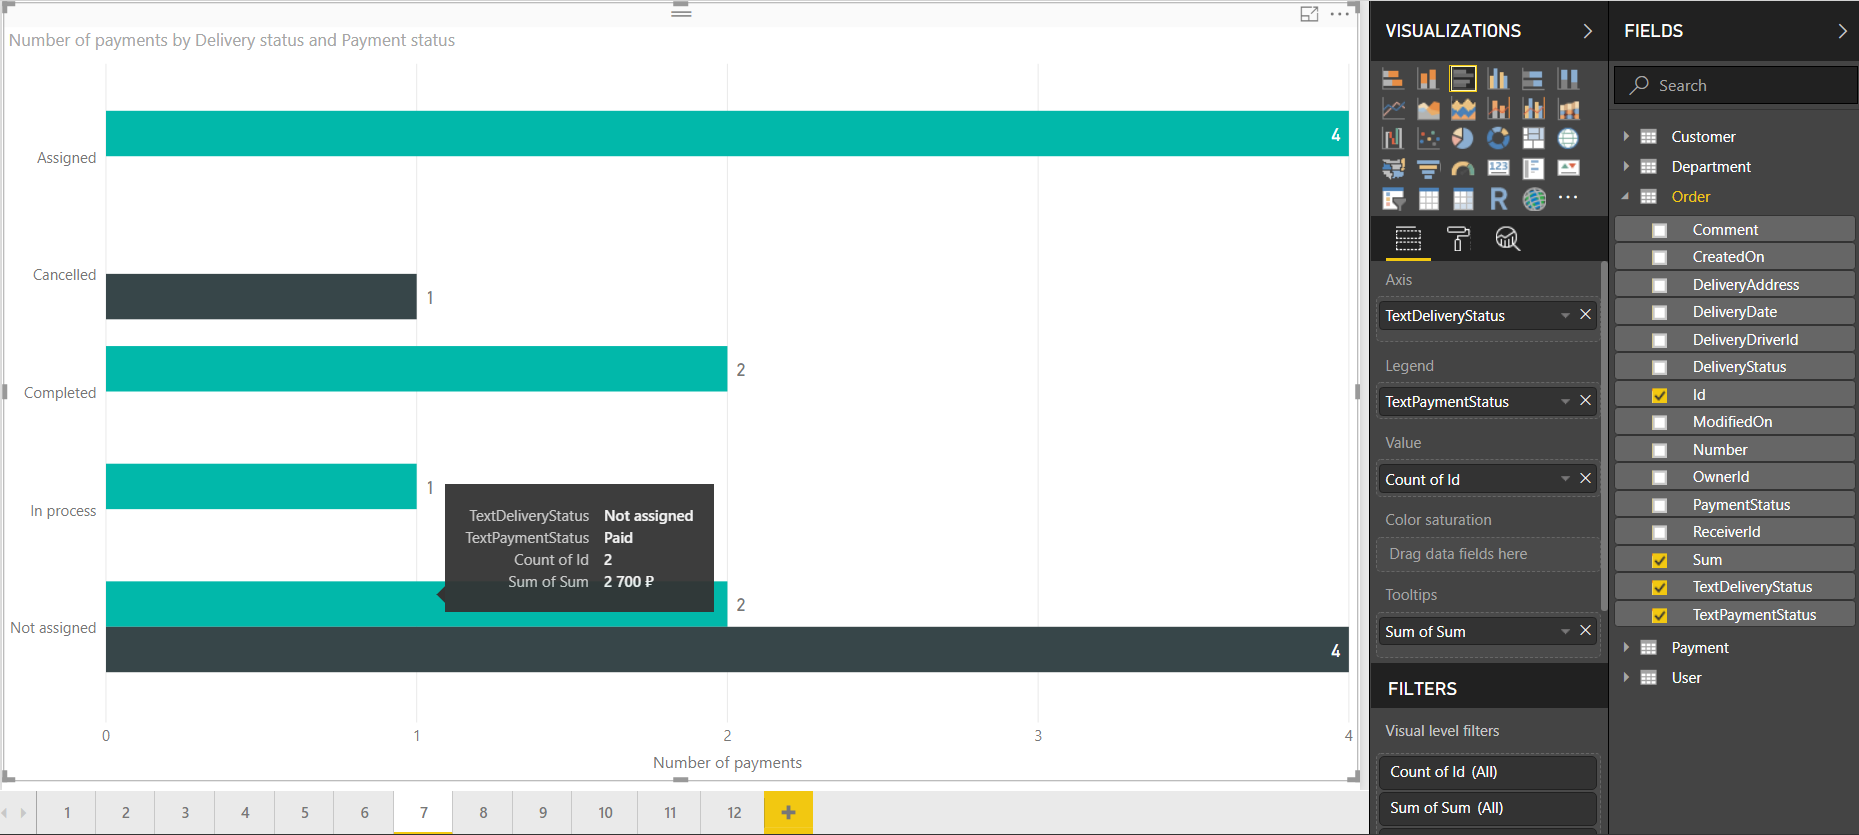 Number of payments by Delivery status and Payment status
Assigned
4
Cancelled
1
Completed
2
In process
1
TextDeliveryStatus Not assigned
TextPaymentStatus Paid
Count of Id 2
Sum of Sum 2 700 ₽
Not assigned
2
4
0 1 2 3 4
Number of payments
1 2 3 4 5 6 7 8 9 10 11 12 +
VISUALIZATIONS
123
R
Axis
TextDeliveryStatus
Legend
TextPaymentStatus
Value
Count of Id
Color saturation
Drag data fields here
Tooltips
Sum of Sum
FILTERS
Visual level filters
Count of Id (All)
Sum of Sum (All)
FIELDS
Search
Customer
Department
Order
Comment
CreatedOn
DeliveryAddress
DeliveryDate
DeliveryDriverId
DeliveryStatus
Id
ModifiedOn
Number
OwnerId
PaymentStatus
ReceiverId
Sum
TextDeliveryStatus
TextPaymentStatus
Payment
User